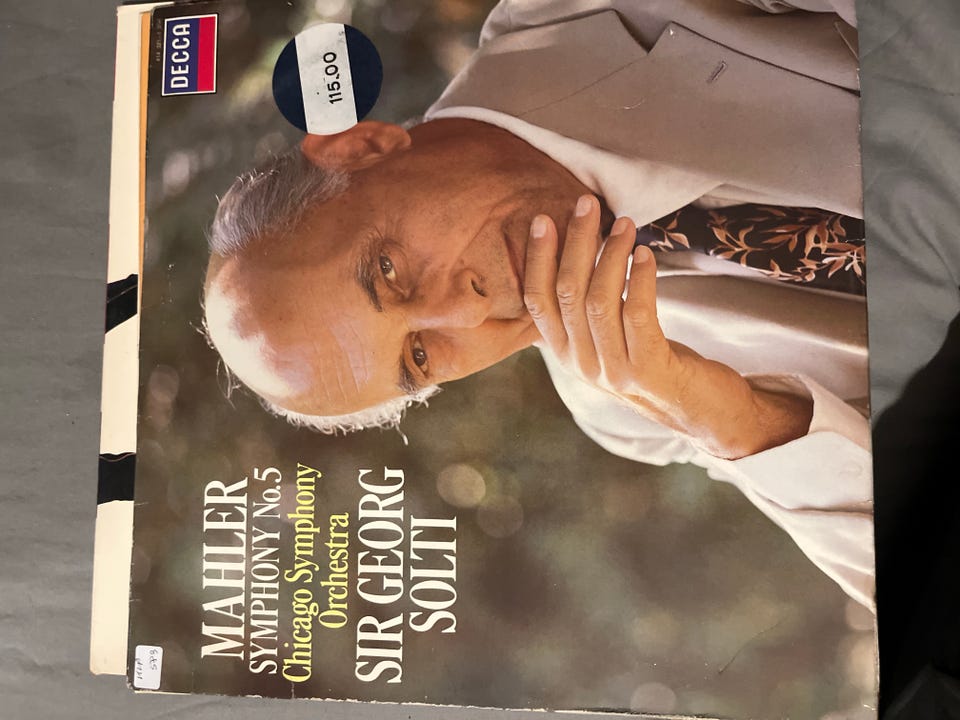 DECCA
115.00
MAHLER
SYMPHONY No.5
Chicago Symphony
Orchestra
SIR GEORG
SOLTI